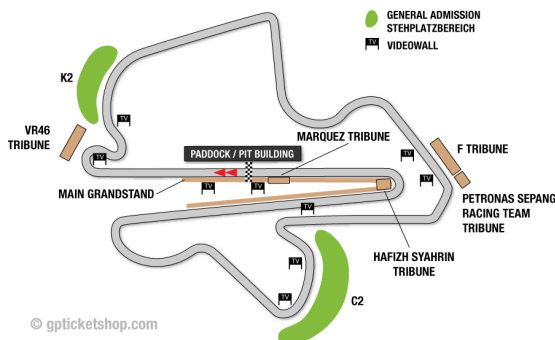 GENERAL ADMISSION
STEHPLATZBEREICH
TV
VIDEOWALL
K2
TV
VR46
TRIBUNE
TV
PADDOCK / PIT BUILDING
MARQUEZ TRIBUNE
TV
F TRIBUNE
MAIN GRANDSTAND
TV
TV
TV
PETRONAS SEPANG
RACING TEAM
TRIBUNE
TV
HAFIZH SYAHRIN
TRIBUNE
TV
C2
TV
© gpticketshop.com